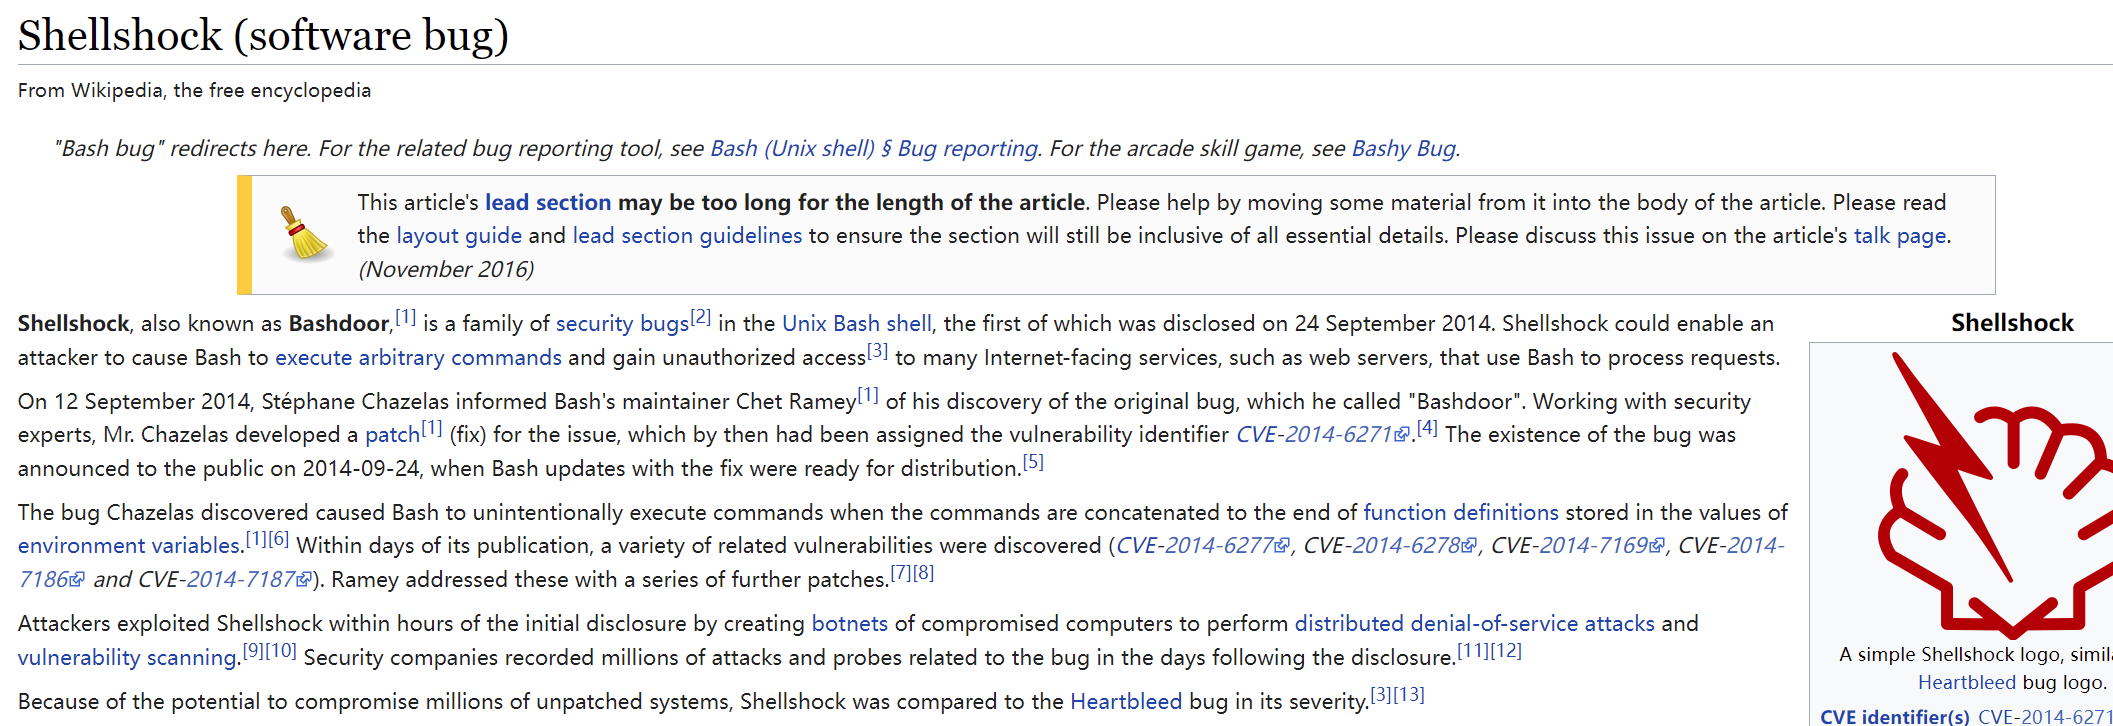 Shellshock (software bug)
From Wikipedia, the free encyclopedia
"Bash bug" redirects here. For the related bug reporting tool, see Bash (Unix shell) § Bug reporting. For the arcade skill game, see Bashy Bug.
This article's lead section may be too long for the length of the article. Please help by moving some material from it into the body of the article. Please read
the layout guide and lead section guidelines to ensure the section will still be inclusive of all essential details. Please discuss this issue on the article's talk page.
(November 2016)
Shellshock, also known as Bashdoor,[1] is a family of security bugs[2] in the Unix Bash shell, the first of which was disclosed on 24 September 2014. Shellshock could enable an
attacker to cause Bash to execute arbitrary commands and gain unauthorized access[3] to many Internet-facing services, such as web servers, that use Bash to process requests.
On 12 September 2014, Stéphane Chazelas informed Bash's maintainer Chet Ramey[1] of his discovery of the original bug, which he called "Bashdoor". Working with security
experts, Mr. Chazelas developed a patch[1] (fix) for the issue, which by then had been assigned the vulnerability identifier CVE-2014-6271.[4] The existence of the bug was
announced to the public on 2014-09-24, when Bash updates with the fix were ready for distribution.[5]
The bug Chazelas discovered caused Bash to unintentionally execute commands when the commands are concatenated to the end of function definitions stored in the values of
environment variables.[1][6] Within days of its publication, a variety of related vulnerabilities were discovered (CVE-2014-6277, CVE-2014-6278, CVE-2014-7169, CVE-2014-
7186 and CVE-2014-7187). Ramey addressed these with a series of further patches.[7][8]
Attackers exploited Shellshock within hours of the initial disclosure by creating botnets of compromised computers to perform distributed denial-of-service attacks and
vulnerability scanning.[9][10] Security companies recorded millions of attacks and probes related to the bug in the days following the disclosure.[11][12]
Because of the potential to compromise millions of unpatched systems, Shellshock was compared to the Heartbleed bug in its severity.[3][13]
Shellshock
A simple Shellshock logo,
Heartbleed bug logo.
CVE identifier(s) CVE-2014-6271